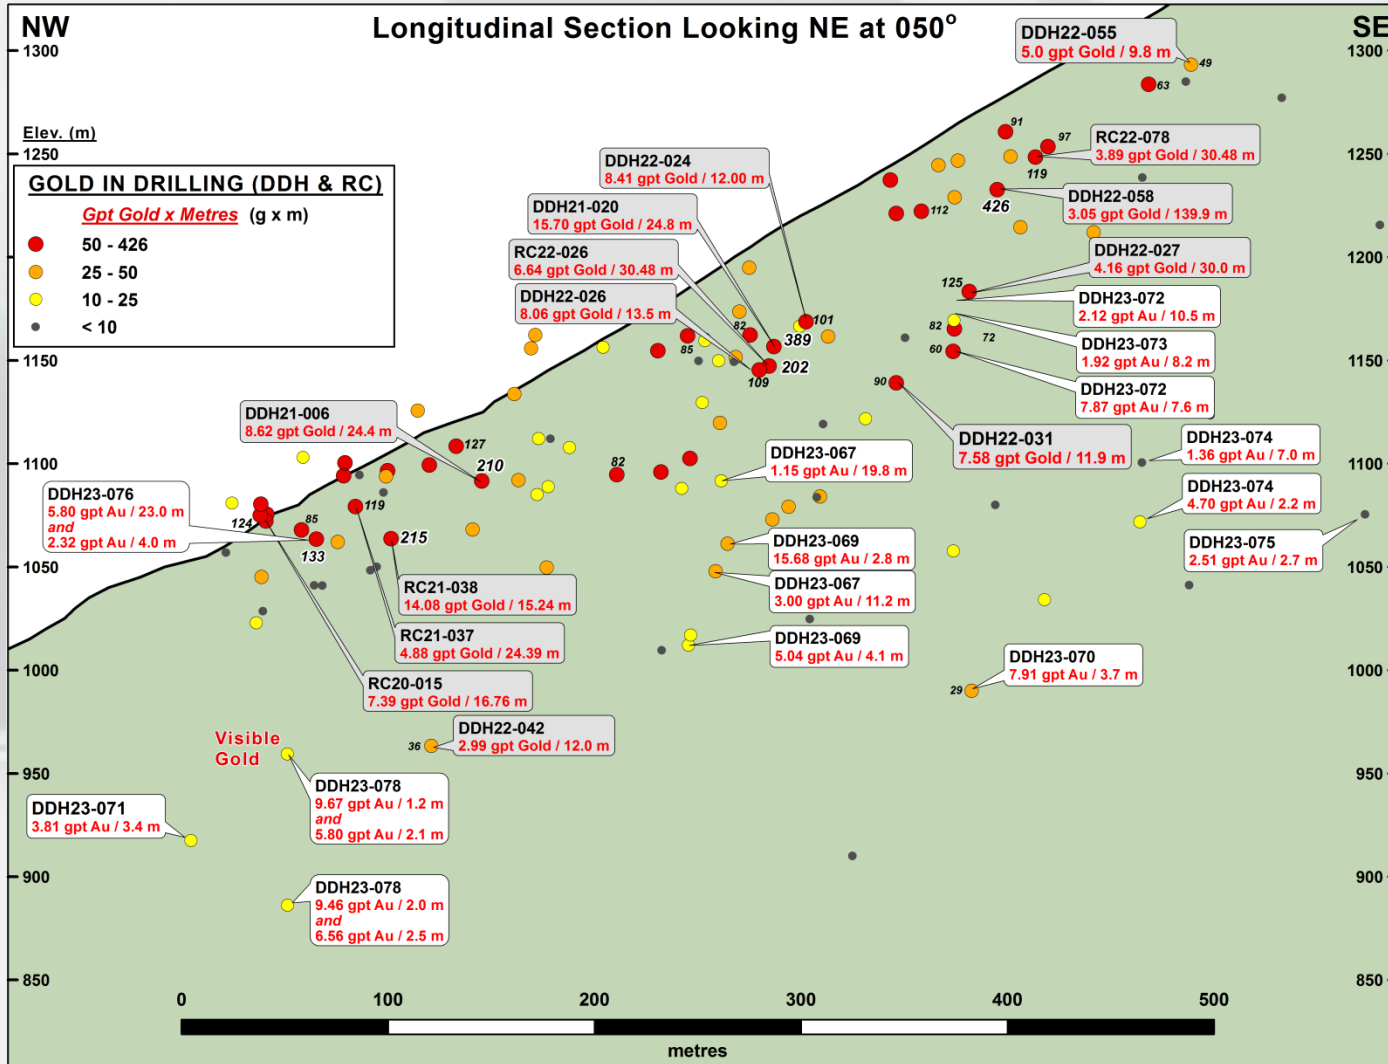 NW
Longitudinal Section Looking NE at 050°
SE
1300
1300
1250
1250
1200
1150
1150
1100
1100
1050
1050
1000
1000
950
950
900
900
850
850
1200
Elev. (m)
GOLD IN DRILLING (DDH & RC)
Gpt Gold x Metres (g x m)
50 - 426
25 - 50
10 - 25
< 10
DDH22-055
5.0 gpt Gold / 9.8 m
49
63
91
97
RC22-078
3.89 gpt Gold / 30.48 m
119
DDH22-024
8.41 gpt Gold / 12.00 m
DDH22-058
3.05 gpt Gold / 139.9 m
426
112
DDH21-020
15.70 gpt Gold / 24.8 m
RC22-026
6.64 gpt Gold / 30.48 m
DDH22-027
4.16 gpt Gold / 30.0 m
125
DDH22-026
8.06 gpt Gold / 13.5 m
DDH23-072
2.12 gpt Au / 10.5 m
82
85
101
389
202
109
82
72
60
DDH23-073
1.92 gpt Au / 8.2 m
DDH23-072
7.87 gpt Au / 7.6 m
90
DDH21-006
8.62 gpt Gold / 24.4 m
127
210
DDH22-031
7.58 gpt Gold / 11.9 m
DDH23-074
1.36 gpt Au / 7.0 m
82
DDH23-067
1.15 gpt Au / 19.8 m
DDH23-074
4.70 gpt Au / 2.2 m
DDH23-076
5.80 gpt Au / 23.0 m
and
2.32 gpt Au / 4.0 m
124
85
119
133
215
DDH23-069
15.68 gpt Au / 2.8 m
DDH23-075
2.51 gpt Au / 2.7 m
RC21-038
14.08 gpt Gold / 15.24 m
DDH23-067
3.00 gpt Au / 11.2 m
RC21-037
4.88 gpt Gold / 24.39 m
DDH23-069
5.04 gpt Au / 4.1 m
DDH23-070
7.91 gpt Au / 3.7 m
29
RC20-015
7.39 gpt Gold / 16.76 m
DDH22-042
2.99 gpt Gold / 12.0 m
36
Visible
Gold
DDH23-078
9.67 gpt Au / 1.2 m
and
5.80 gpt Au / 2.1 m
DDH23-071
3.81 gpt Au / 3.4 m
DDH23-078
9.46 gpt Au / 2.0 m
and
6.56 gpt Au / 2.5 m
0
100
200
300
400
500
metres